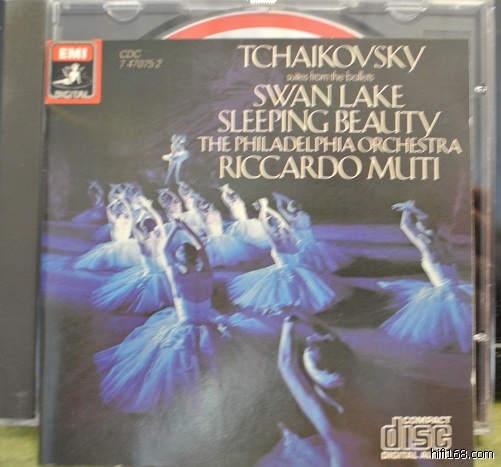 EMI
DIGITAL
CDC
7 47075 2
TCHAIKOVSKY
suites from the ballets
SWAN LAKE
SLEEPING BEAUTY
THE PHILADELPHIA ORCHESTRA
RICCARDO MUTI
COMPACT
disc
DIGITAL AUDIO
hifi168.com